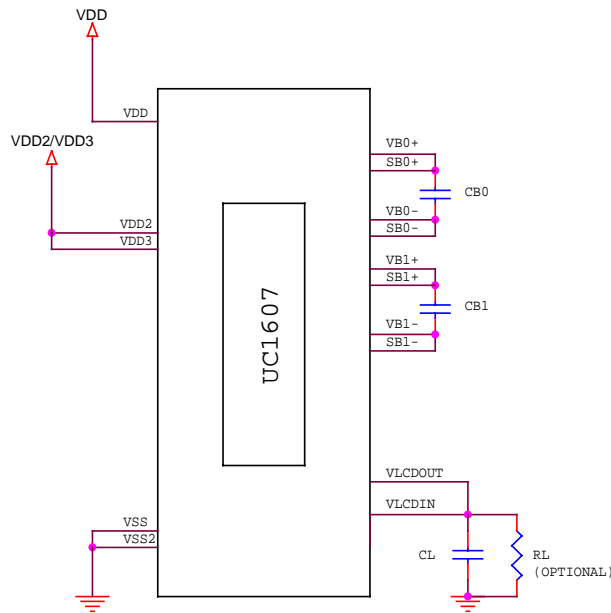 VDD
VDD
VDD2/VDD3
VDD2
VDD3
VB0+
SB0+
CB0
VB0-
SB0-
VB1+
SB1+
CB1
VB1-
SB1-
UC1607
VLCDOUT
VLCDIN
VSS
VSS2
CL
RL
(OPTIONAL)